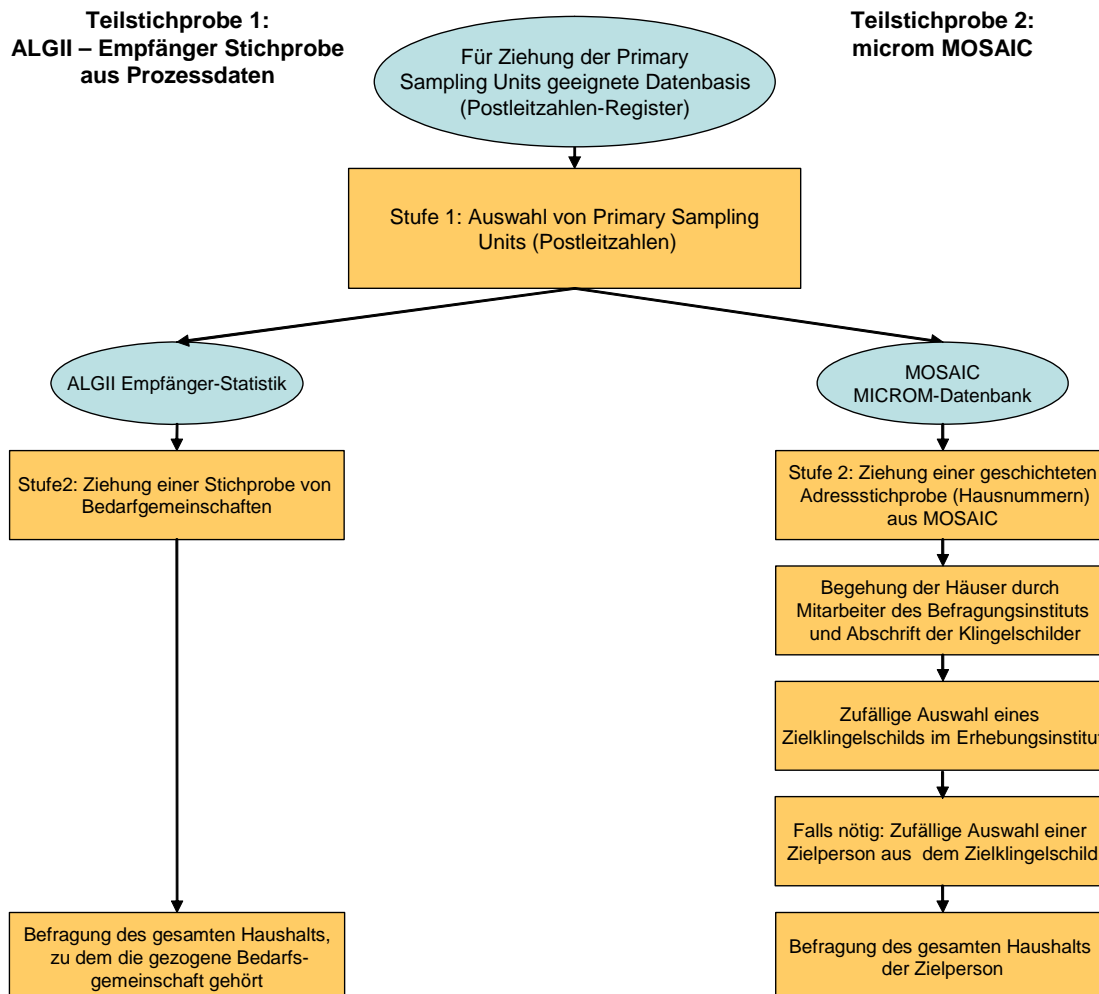 Teilstichprobe 1:
ALGII – Empfänger Stichprobe
aus Prozessdaten
Teilstichprobe 2:
microm MOSAIC
Für Ziehung der Primary
Sampling Units geeignete Datenbasis
(Postleitzahlen-Register)
Stufe 1: Auswahl von Primary Sampling
Units (Postleitzahlen)
ALGII Empfänger-Statistik
MOSAIC
MICROM-Datenbank
Stufe2: Ziehung einer Stichprobe von
Bedarfgemeinschaften
Stufe 2: Ziehung einer geschichteten
Adressstichprobe (Hausnummern)
aus MOSAIC
Begehung der Häuser durch
Mitarbeiter des Befragungsinstituts
und Abschrift der Klingelschilder
Zufällige Auswahl eines
Zielklingelschilds im Erhebungsinstitut
Falls nötig: Zufällige Auswahl einer
Zielperson aus dem Zielklingelschild
Befragung des gesamten Haushalts,
zu dem die gezogene Bedarfs-
gemeinschaft gehört
Befragung des gesamten Haushalts
der Zielperson